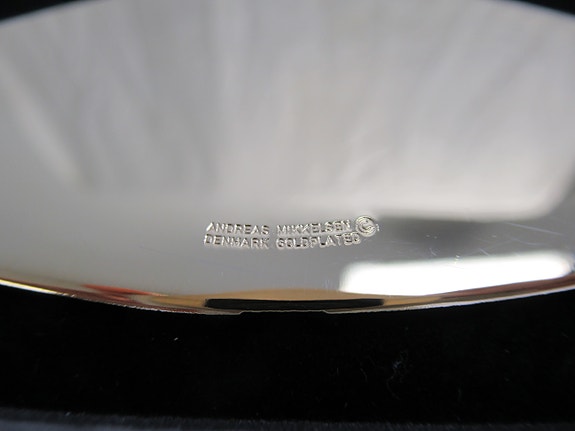 ANDREAS MIKKELSEN
DENMARK GOLDPLATED